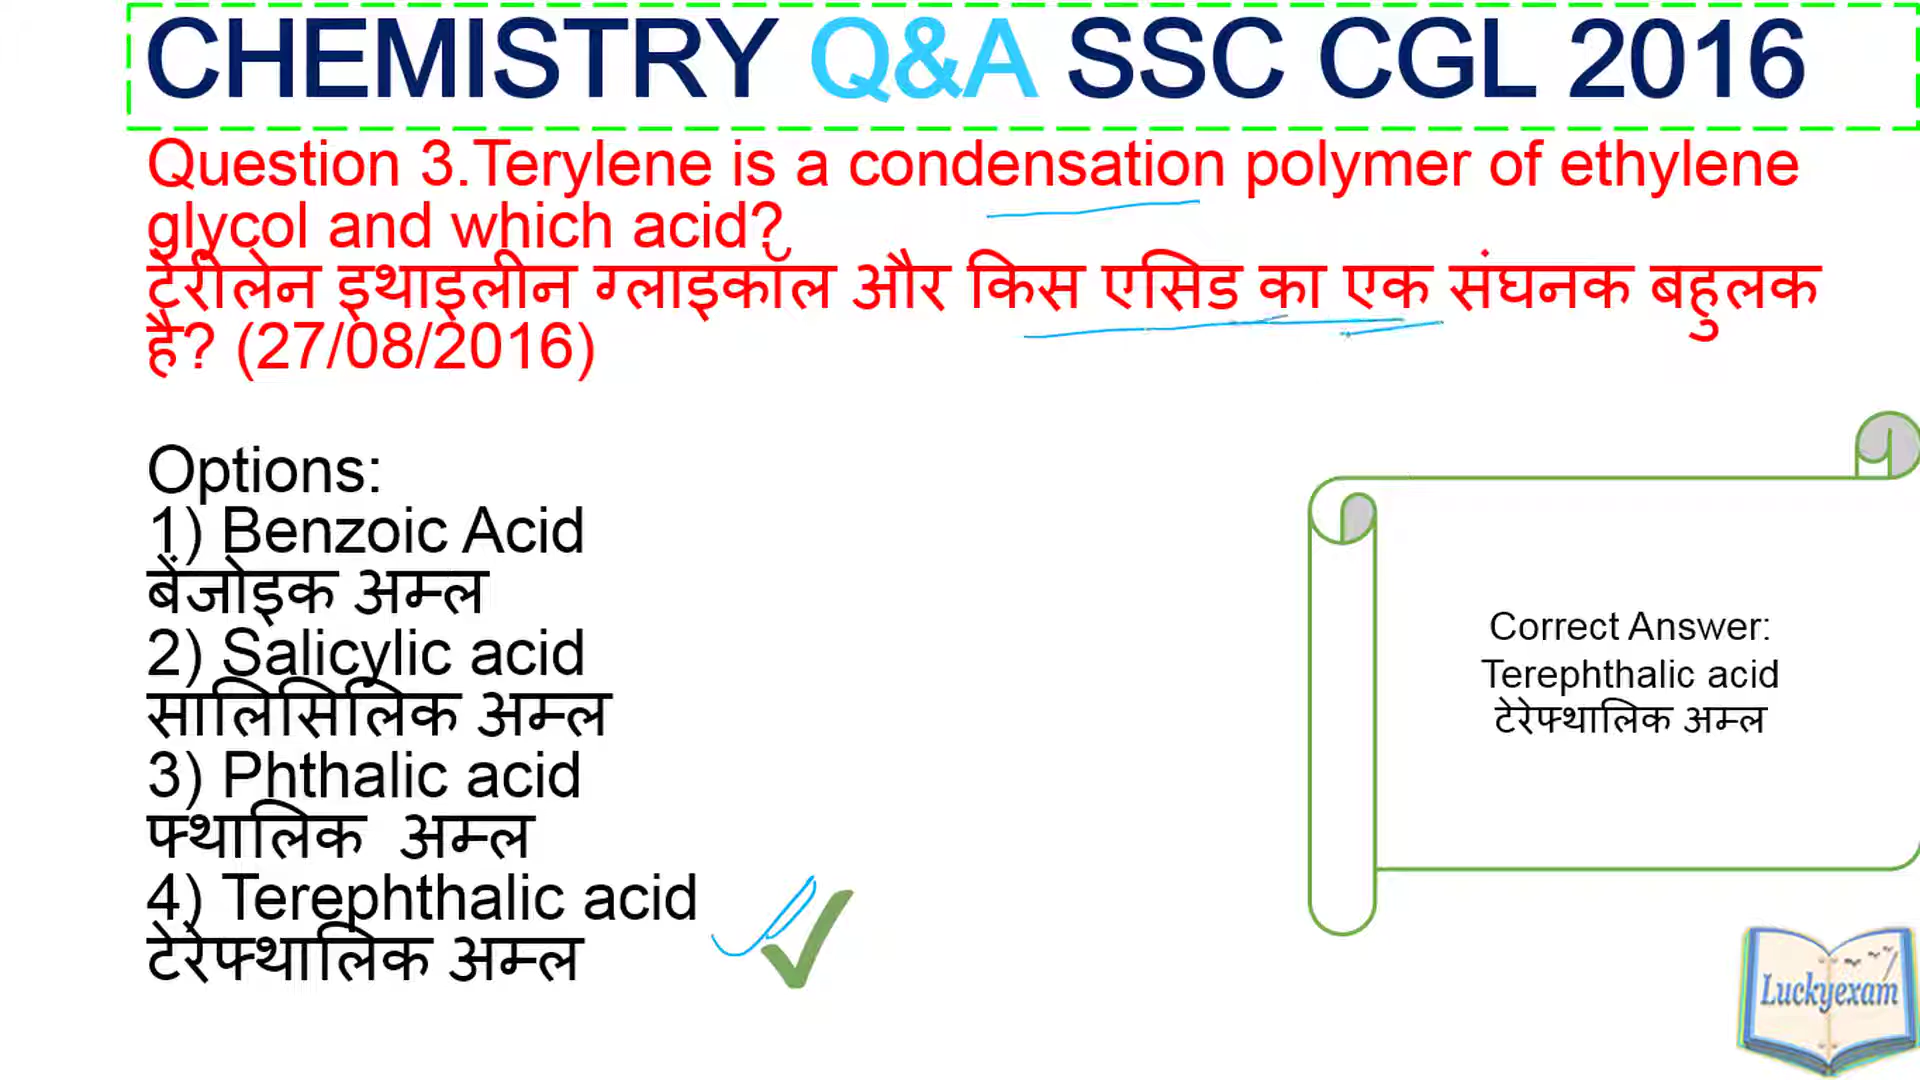 CHEMISTRY Q&A SSC CGL 2016
Question 3.Terylene is a condensation polymer of ethylene
glycol and which acid?
टेरीलेन इथाइलीन ग्लाइकॉल और किस एसिड का एक संघनक बहुलक
है? (27/08/2016)
Options:
1) Benzoic Acid
बेंजोइक अम्ल
2) Salicylic acid
सालिसिलिक अम्ल
3) Phthalic acid
फ्थालिक अम्ल
4) Terephthalic acid
टेरेफ्थालिक अम्ल
Correct Answer:
Terephthalic acid
टेरेफ्थालिक अम्ल
Luckyexam